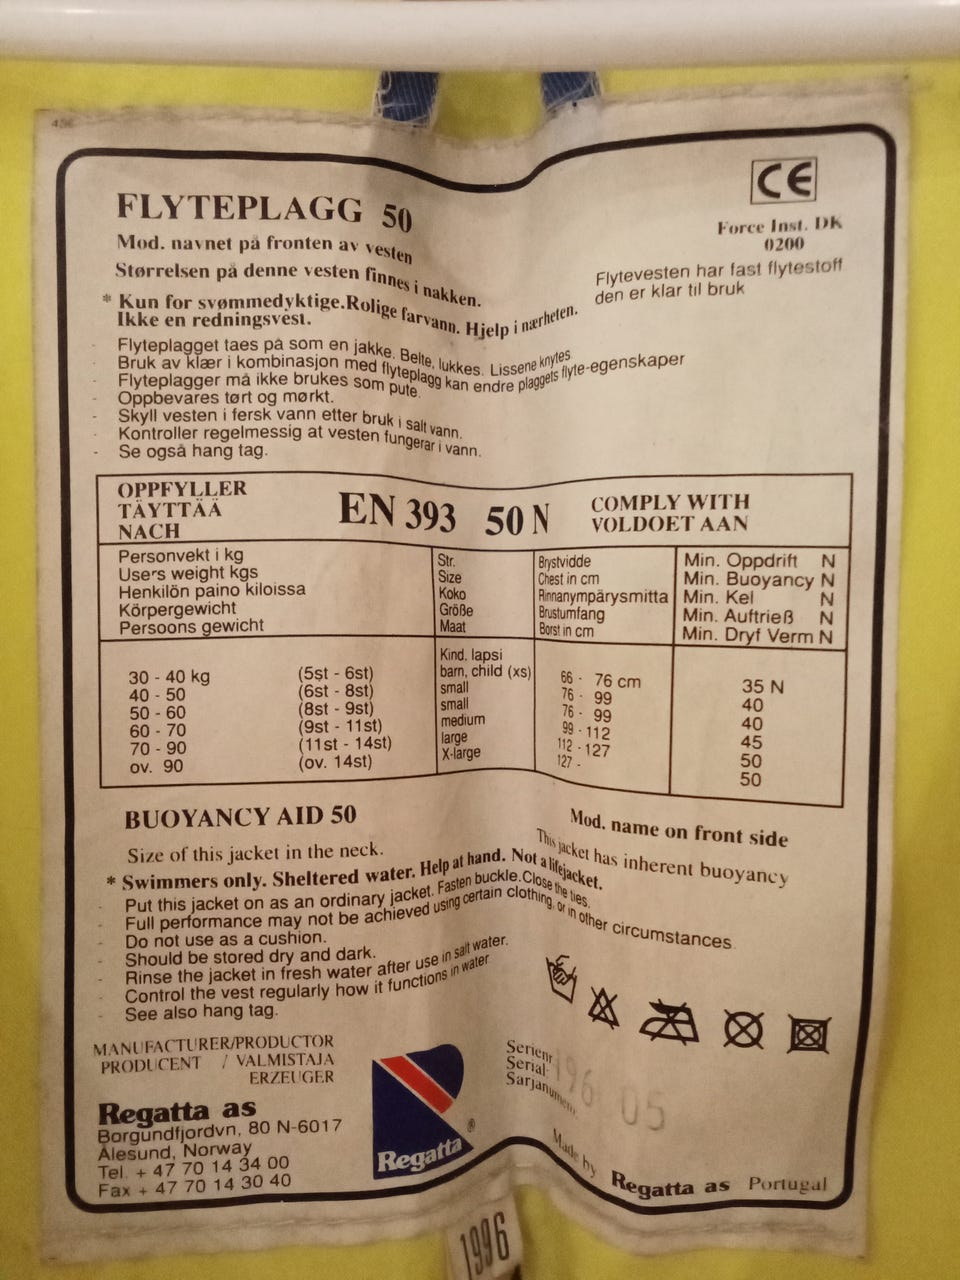 436
CE
FLYTEPLAGG 50
Force Inst. DK
0200
Mod. navnet på fronten av vesten
Størrelsen på denne vesten finnes i nakken.
Flytevesten har fast flytestoff
den er klar til bruk
* Kun for svømmedyktige. Rolige farvann. Hjelp i nærheten.
Ikke en redningsvest.
- Flyteplagget taes på som en jakke. Belte, lukkes. Lissene knytes.
- Bruk av klær i kombinasjon med flyteplagg kan endre plaggets flyte-egenskaper
- Flyteplagger må ikke brukes som pute.
- Oppbevares tørt og mørkt.
- Skyll vesten i fersk vann etter bruk i salt vann.
- Kontroller regelmessig at vesten fungerar i vann.
- Se også hang tag.
OPPFYLLER
TÄYTTÄÄ
NACH
EN 393 50 N
COMPLY WITH
VOLDOET AAN
Personvekt i kg Str. Brystvidde Min. Oppdrift N
Users weight kgs Size Chest in cm Min. Buoyancy N
Henkilön paino kiloissa Koko Rinnanympärysmitta Min. Kel N
Körpergewicht Größe Brustumfang Min. Auftrieß N
Persoons gewicht Maat Borst in cm Min. Dryf Verm N
Kind, lapsi
30 - 40 kg (5st - 6st) barn, child (xs) 66 - 76 cm 35 N
40 - 50 (6st - 8st) small 76 - 99 40
50 - 60 (8st - 9st) small 76 - 99 40
60 - 70 (9st - 11st) medium 99 - 112 45
70 - 90 (11st - 14st) large 112 - 127 50
ov. 90 (ov. 14st) X-large 127 - 50
BUOYANCY AID 50
Mod. name on front side
Size of this jacket in the neck.
This jacket has inherent buoyancy
* Swimmers only. Sheltered water. Help at hand. Not a lifejacket.
- Put this jacket on as an ordinary jacket. Fasten buckle. Close the ties.
- Full performance may not be achieved using certain clothing, or in other circumstances.
- Do not use as a cushion.
- Should be stored dry and dark.
- Rinse the jacket in fresh water after use in salt water.
- Control the vest regularly how it functions in water
- See also hang tag.
MANUFACTURER/PRODUCTOR
PRODUCENT / VALMISTAJA
ERZEUGER
Regatta as
Borgundfjordvn, 80 N-6017
Ålesund, Norway
Tel. + 47 70 14 34 00
Fax + 47 70 14 30 40
Regatta ®
Serienr.
Serial-
Sarjanumero,
196 05
Made by Regatta as Portugal
1996